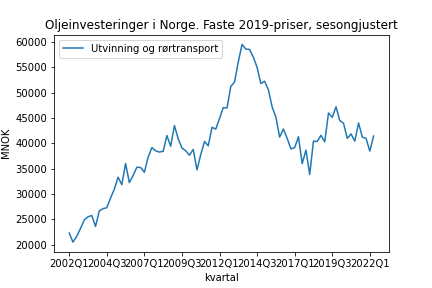 Oljeinvesteringer i Norge. Faste 2019-priser, sesongjustert
Utvinning og rørtransport
MNOK
60000
55000
50000
45000
40000
35000
30000
25000
20000
2002Q1 2004Q3 2007Q1 2009Q3 2012Q1 2014Q3 2017Q1 2019Q3 2022Q1
kvartal